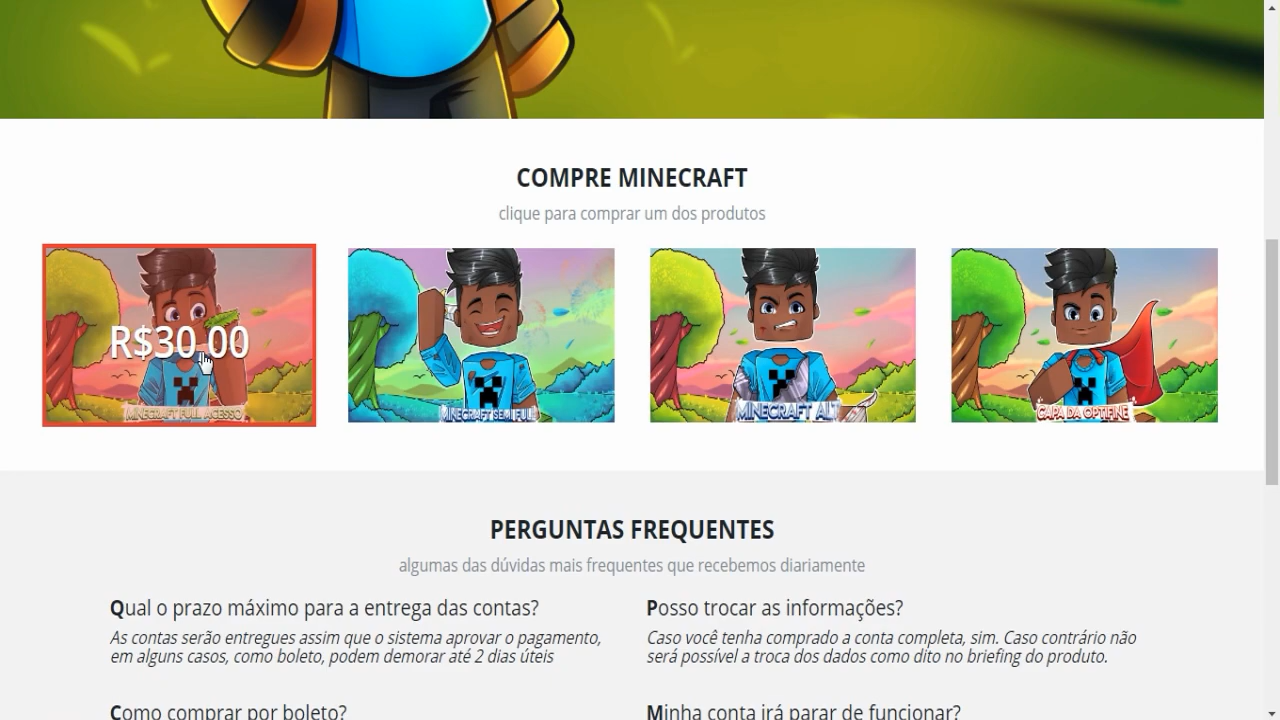 COMPRE MINECRAFT
clique para comprar um dos produtos
R$30.00
MINECRAFT FULL ACESSO
MINECRAFT SEMI FULL
MINECRAFT ALT
CAPA DA OPTIFINE
PERGUNTAS FREQUENTES
algumas das dúvidas mais frequentes que recebemos diariamente
Qual o prazo máximo para a entrega das contas?
As contas serão entregues assim que o sistema aprovar o pagamento,
em alguns casos, como boleto, podem demorar até 2 dias úteis
Posso trocar as informações?
Caso você tenha comprado a conta completa, sim. Caso contrário não
será possível a troca dos dados como dito no briefing do produto.
Como comprar por boleto?
Minha conta irá parar de funcionar?